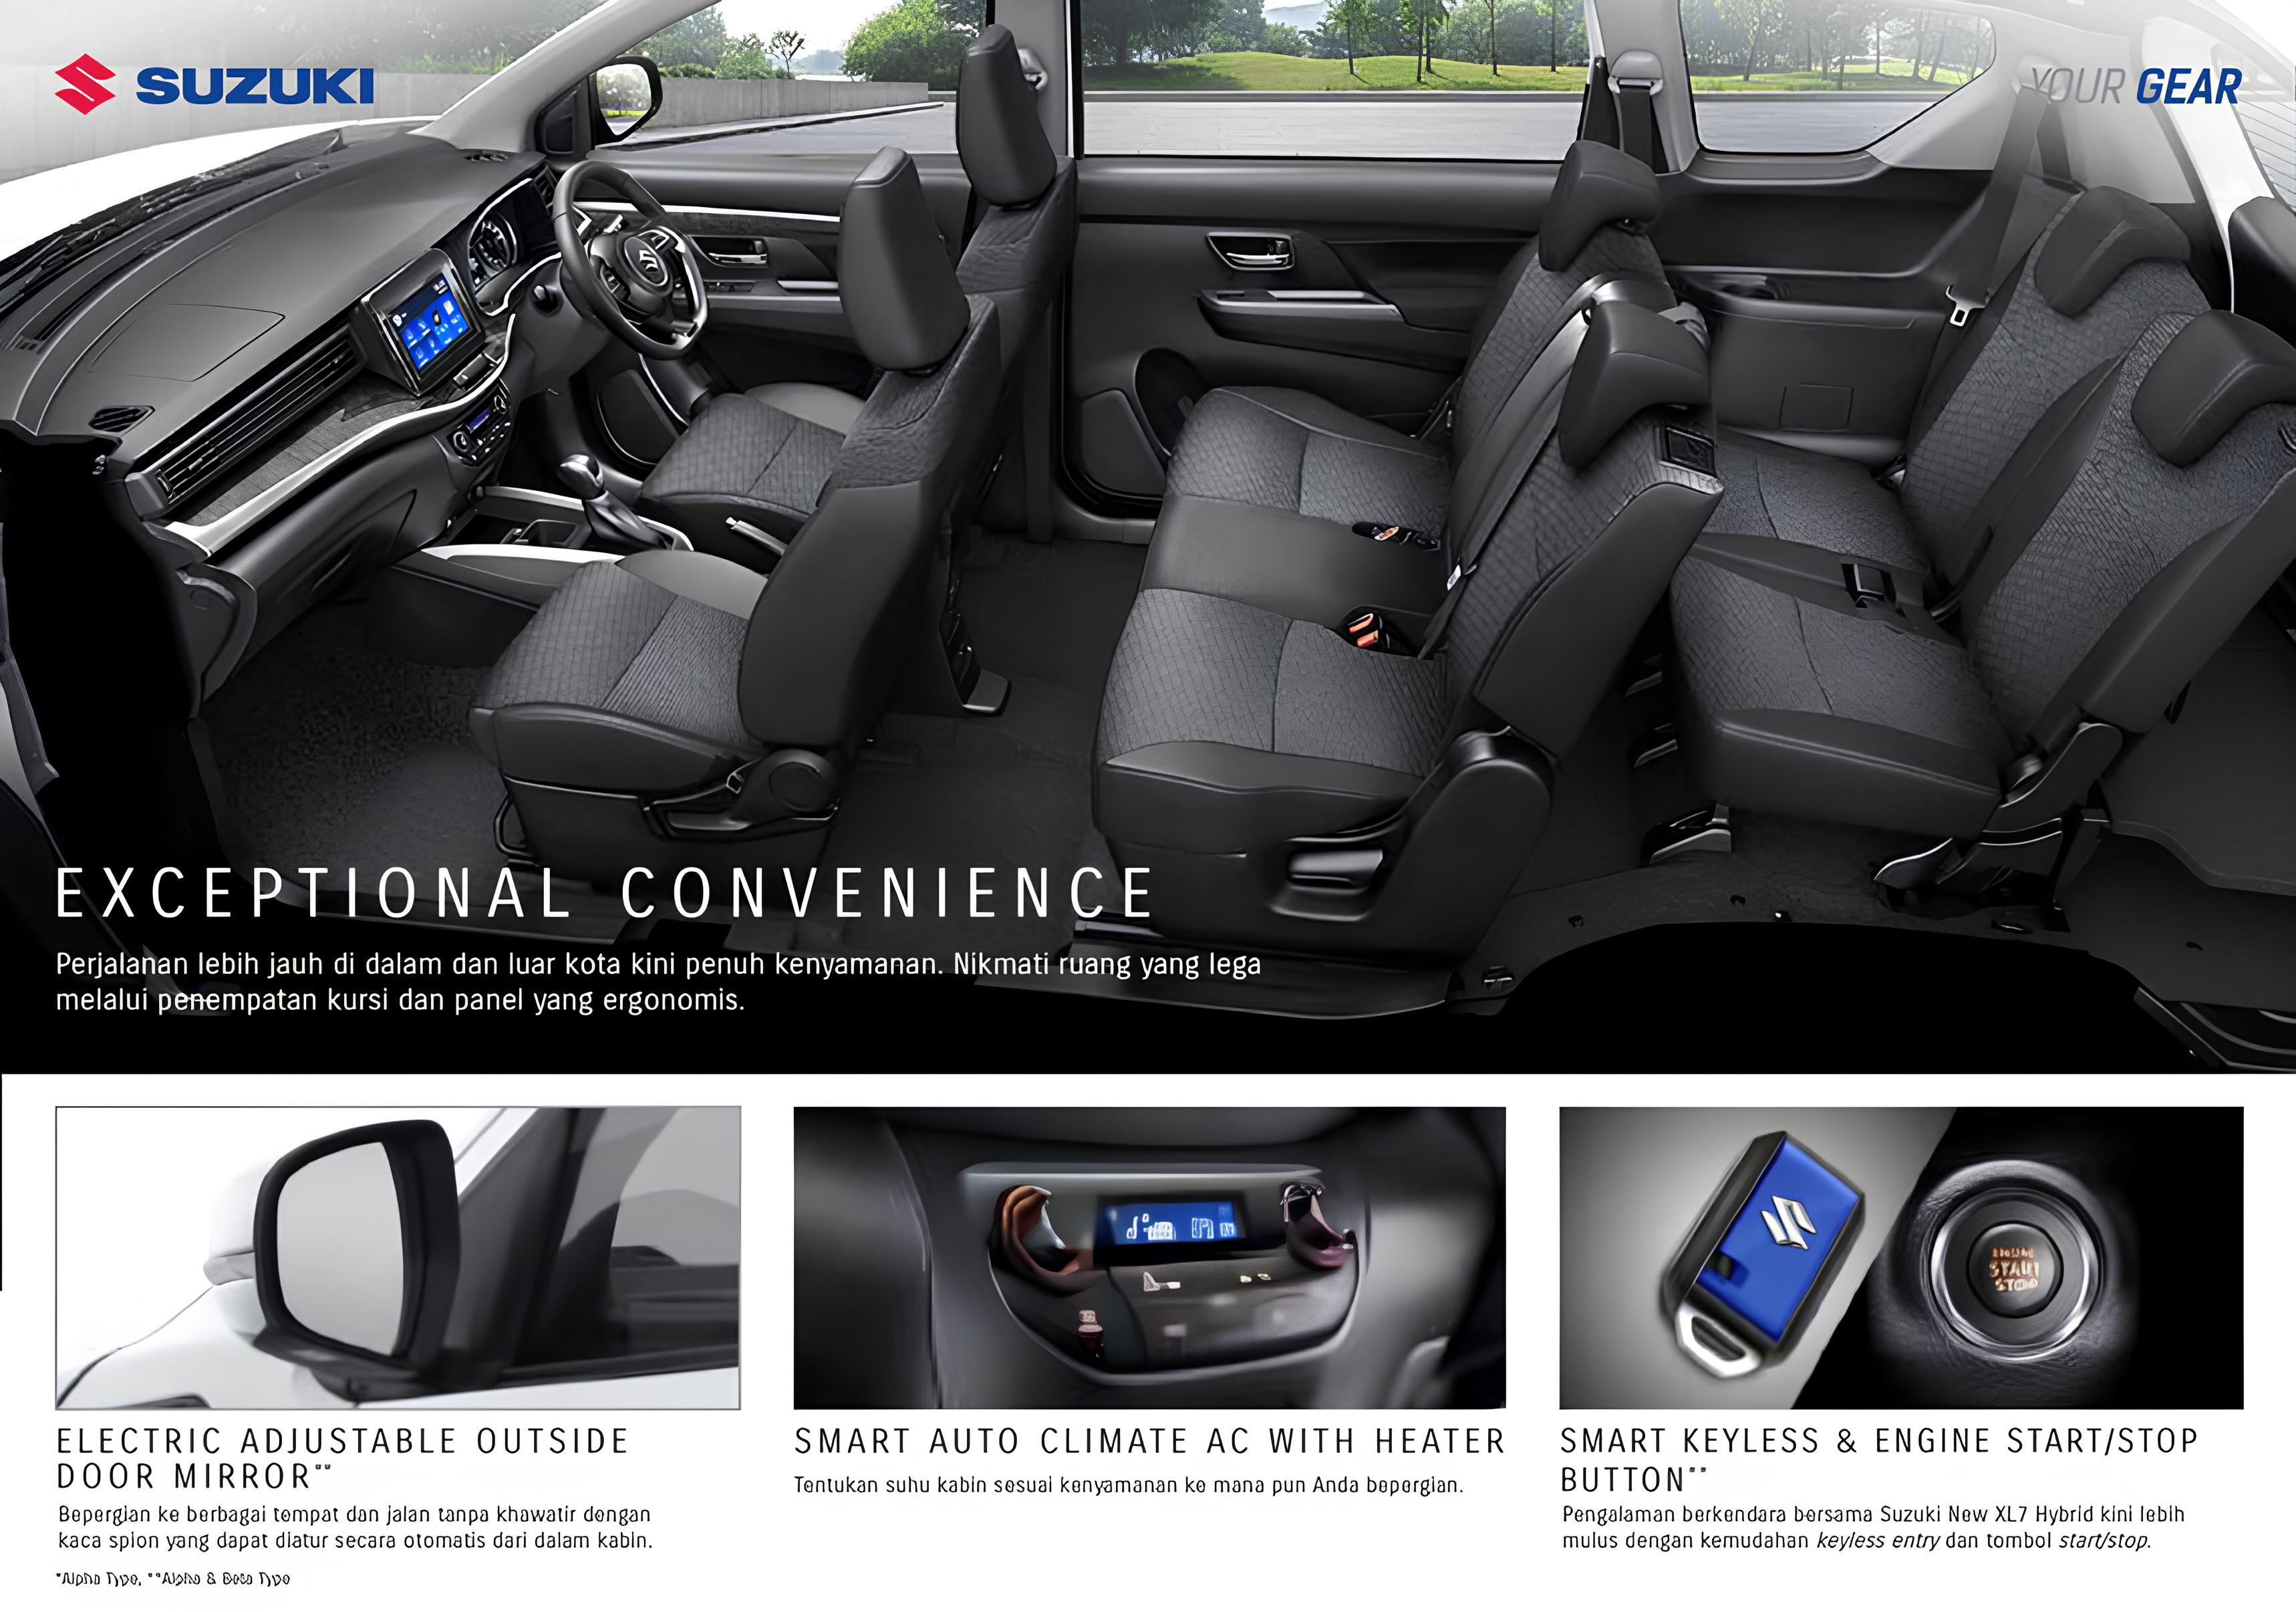 SUZUKI
YOUR GEAR
EXCEPTIONAL CONVENIENCE
Perjalanan lebih jauh di dalam dan luar kota kini penuh kenyamanan. Nikmati ruang yang lega
melalui penempatan kursi dan panel yang ergonomis.
ELECTRIC ADJUSTABLE OUTSIDE
DOOR MIRROR**
Bepergian ke berbagai tempat dan jalan tanpa khawatir dengan
kaca spion yang dapat diatur secara otomatis dari dalam kabin.
SMART AUTO CLIMATE AC WITH HEATER
Tentukan suhu kabin sesuai kenyamanan ke mana pun Anda bepergian.
ENGINE
START
STOP
SMART KEYLESS & ENGINE START/STOP
BUTTON**
Pengalaman berkendara bersama Suzuki New XL7 Hybrid kini lebih
mulus dengan kemudahan keyless entry dan tombol start/stop.
*Alpha Type, **Alpha & Beta Type